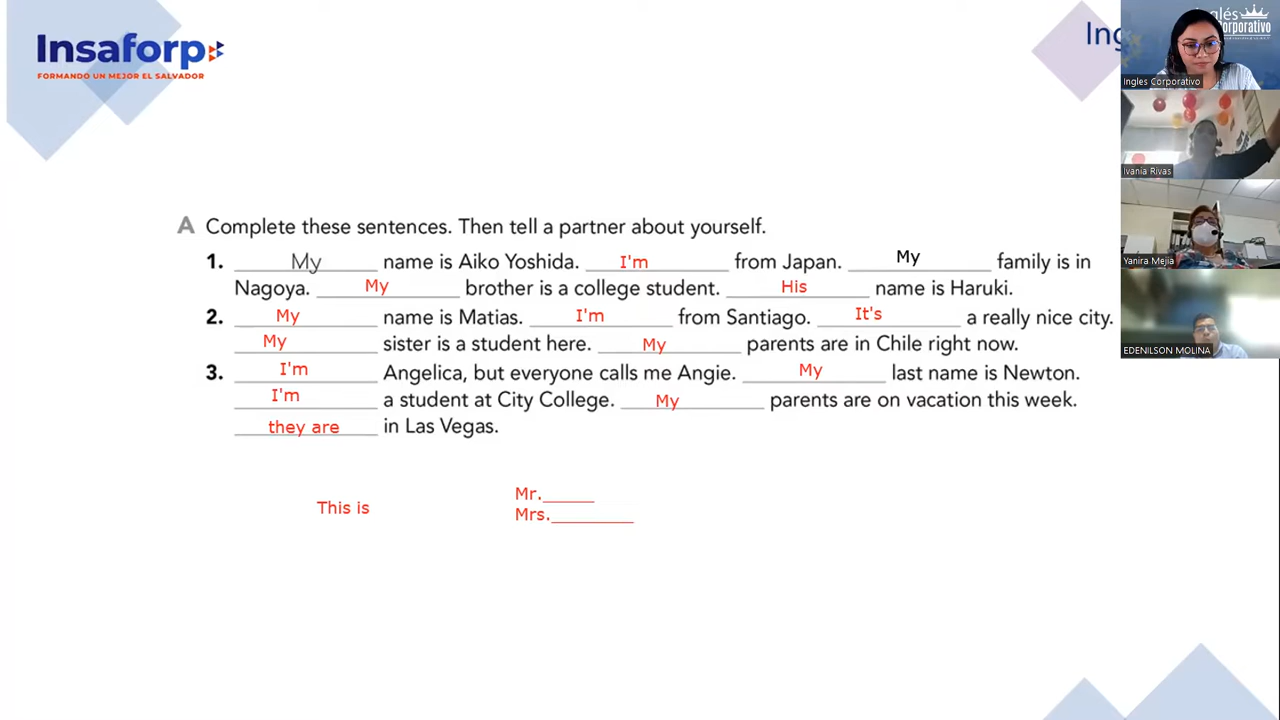 Insaforp
FORMANDO UN MEJOR EL SALVADOR
Inglés
Corporativo
Ingles Corporativo
Ivania Rivas
Yanira Mejia
EDENILSON MOLINA
A Complete these sentences. Then tell a partner about yourself.
1. My name is Aiko Yoshida. I'm from Japan. My family is in
Nagoya. My brother is a college student. His name is Haruki.
2. My name is Matias. I'm from Santiago. It's a really nice city.
My sister is a student here. My parents are in Chile right now.
3. I'm Angelica, but everyone calls me Angie. My last name is Newton.
I'm a student at City College. My parents are on vacation this week.
they are in Las Vegas.
This is
Mr._____
Mrs._________